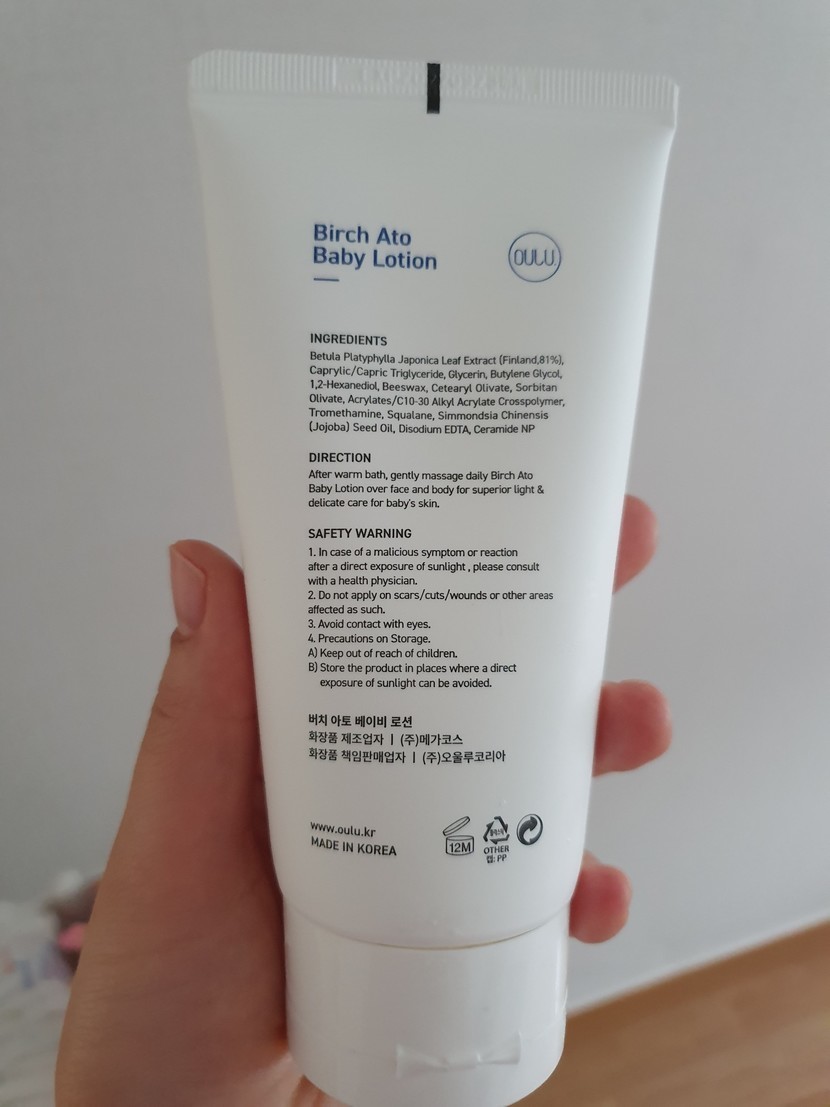 Birch Ato
Baby Lotion
OULU.
INGREDIENTS
Betula Platyphylla Japonica Leaf Extract (Finland,81%),
Caprylic/Capric Triglyceride, Glycerin, Butylene Glycol,
1,2-Hexanediol, Beeswax, Cetearyl Olivate, Sorbitan
Olivate, Acrylates/C10-30 Alkyl Acrylate Crosspolymer,
Tromethamine, Squalane, Simmondsia Chinensis
(Jojoba) Seed Oil, Disodium EDTA, Ceramide NP
DIRECTION
After warm bath, gently massage daily Birch Ato
Baby Lotion over face and body for superior light &
delicate care for baby's skin.
SAFETY WARNING
1. In case of a malicious symptom or reaction
after a direct exposure of sunlight , please consult
with a health physician.
2. Do not apply on scars/cuts/wounds or other areas
affected as such.
3. Avoid contact with eyes.
4. Precautions on Storage.
A) Keep out of reach of children.
B) Store the product in places where a direct
exposure of sunlight can be avoided.
버치 아토 베이비 로션
화장품 제조업자 | (주)메가코스
화장품 책임판매업자 | (주)오울루코리아
www.oulu.kr
MADE IN KOREA
12M
OTHER
캡: PP